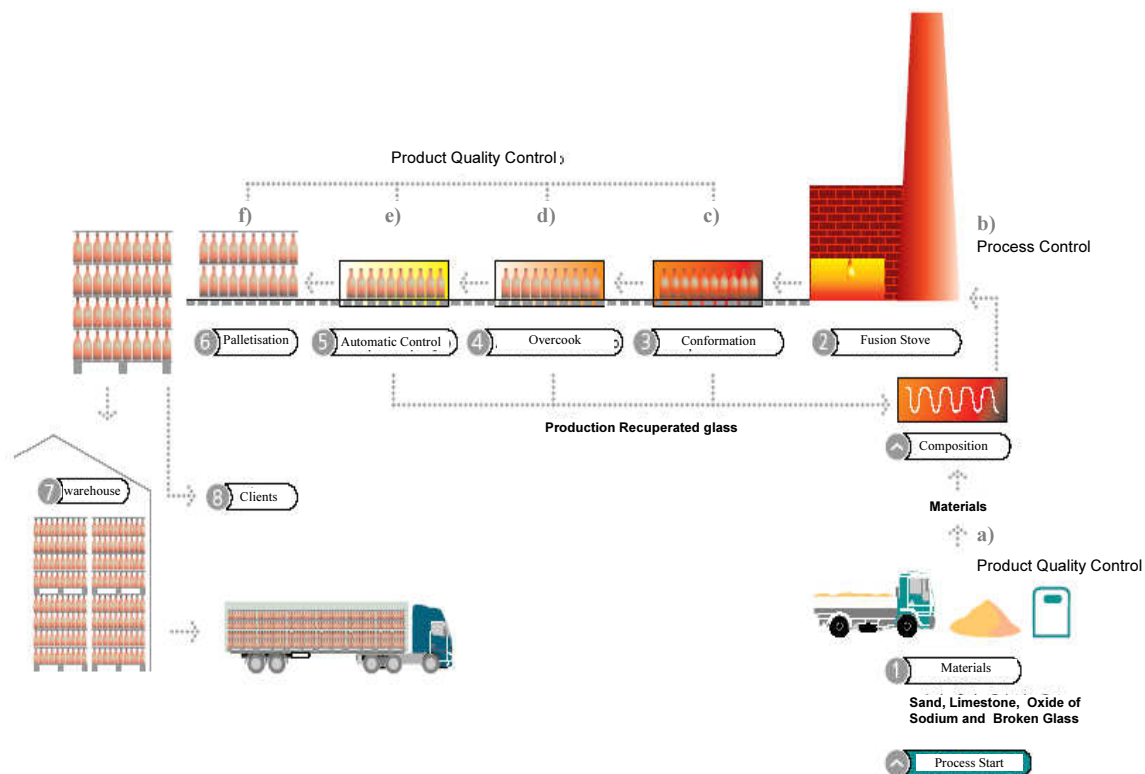 Product Quality Control
f)
e)
d)
c)
b)
Process Control
6 Palletisation
5 Automatic Control
4 Overcook
3 Conformation
2 Fusion Stove
Production Recuperated glass
Composition
7 warehouse
8 Clients
Materials
a)
Product Quality Control
1 Materials
Sand, Limestone, Oxide of
Sodium and Broken Glass
Process Start